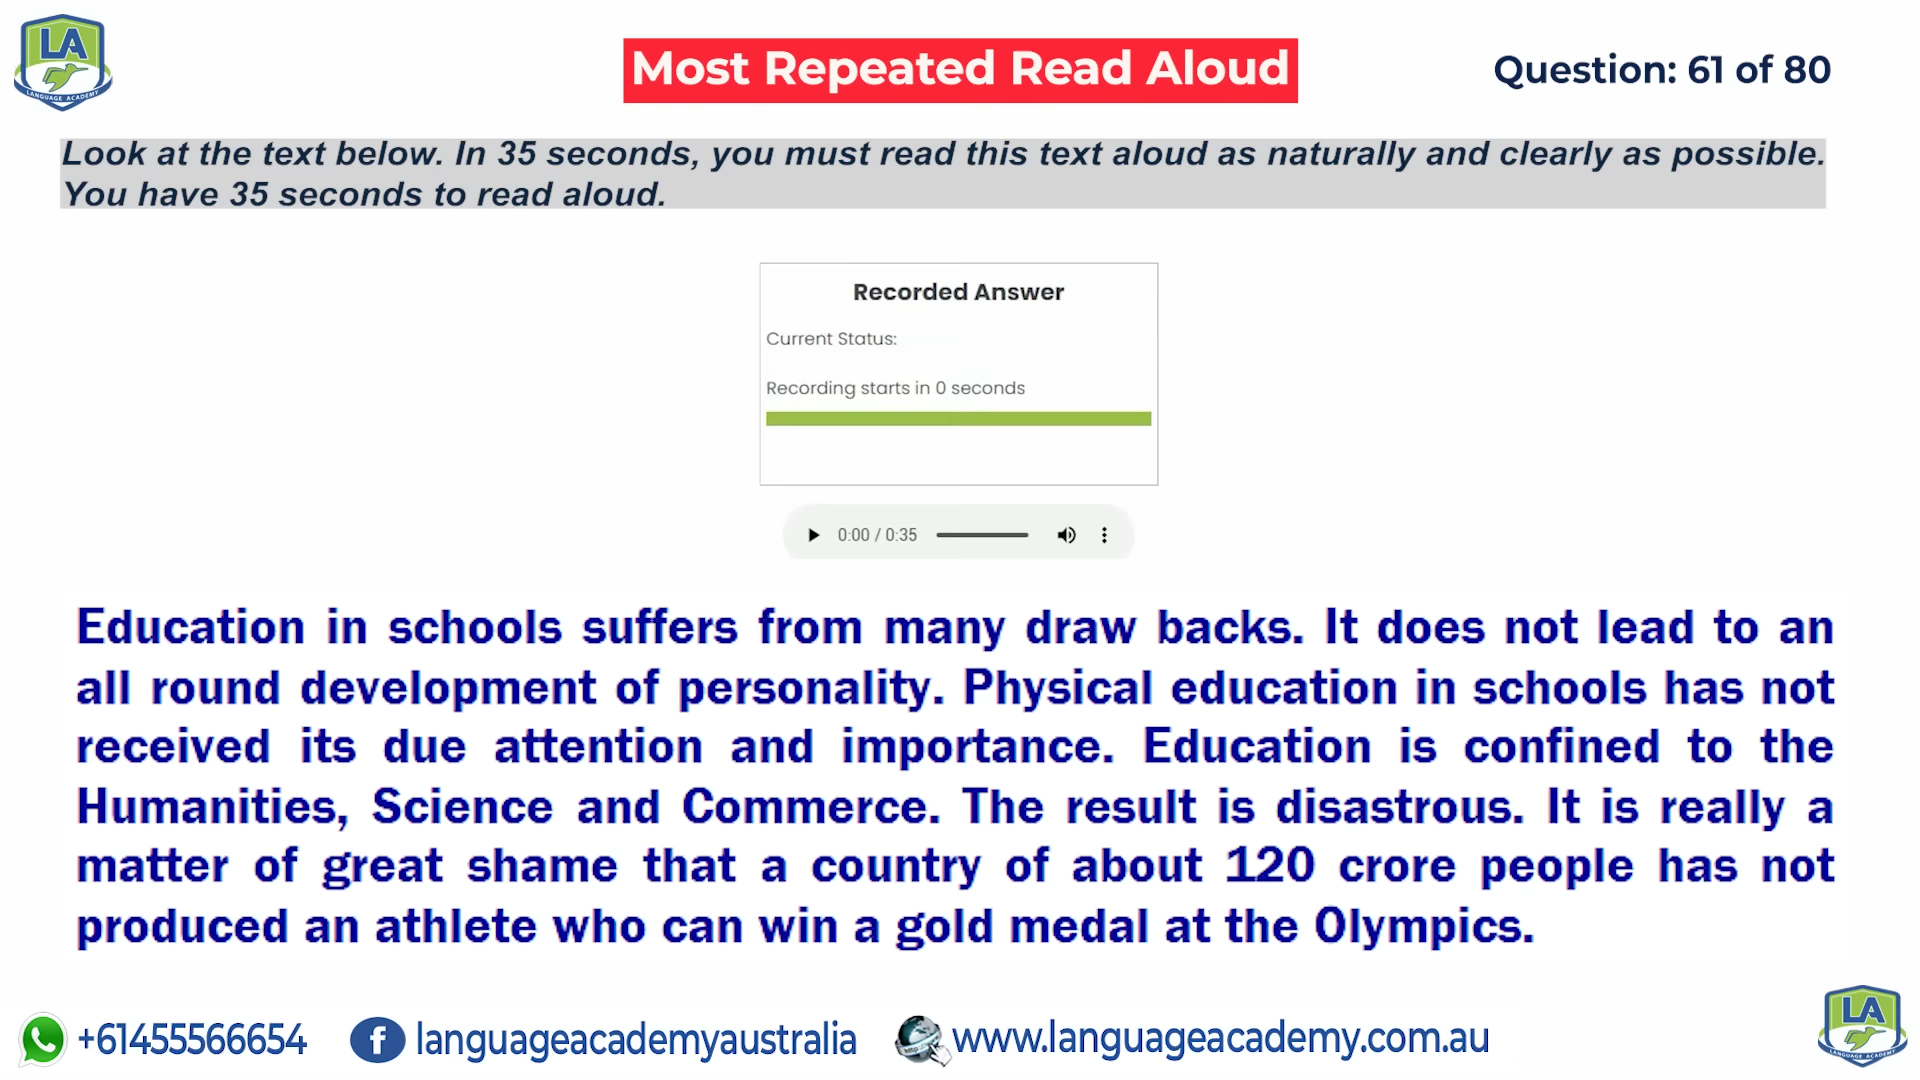 LA
LANGUAGE ACADEMY
Most Repeated Read Aloud
Question: 61 of 80
Look at the text below. In 35 seconds, you must read this text aloud as naturally and clearly as possible.
You have 35 seconds to read aloud.
Recorded Answer
Current Status:
Recording starts in 0 seconds
0:00 / 0:35
Education in schools suffers from many draw backs. It does not lead to an
all round development of personality. Physical education in schools has not
received its due attention and importance. Education is confined to the
Humanities, Science and Commerce. The result is disastrous. It is really a
matter of great shame that a country of about 120 crore people has not
produced an athlete who can win a gold medal at the Olympics.
+61455566654
f
languageacademyaustralia
http
www.languageacademy.com.au
LA
LANGUAGE ACADEMY